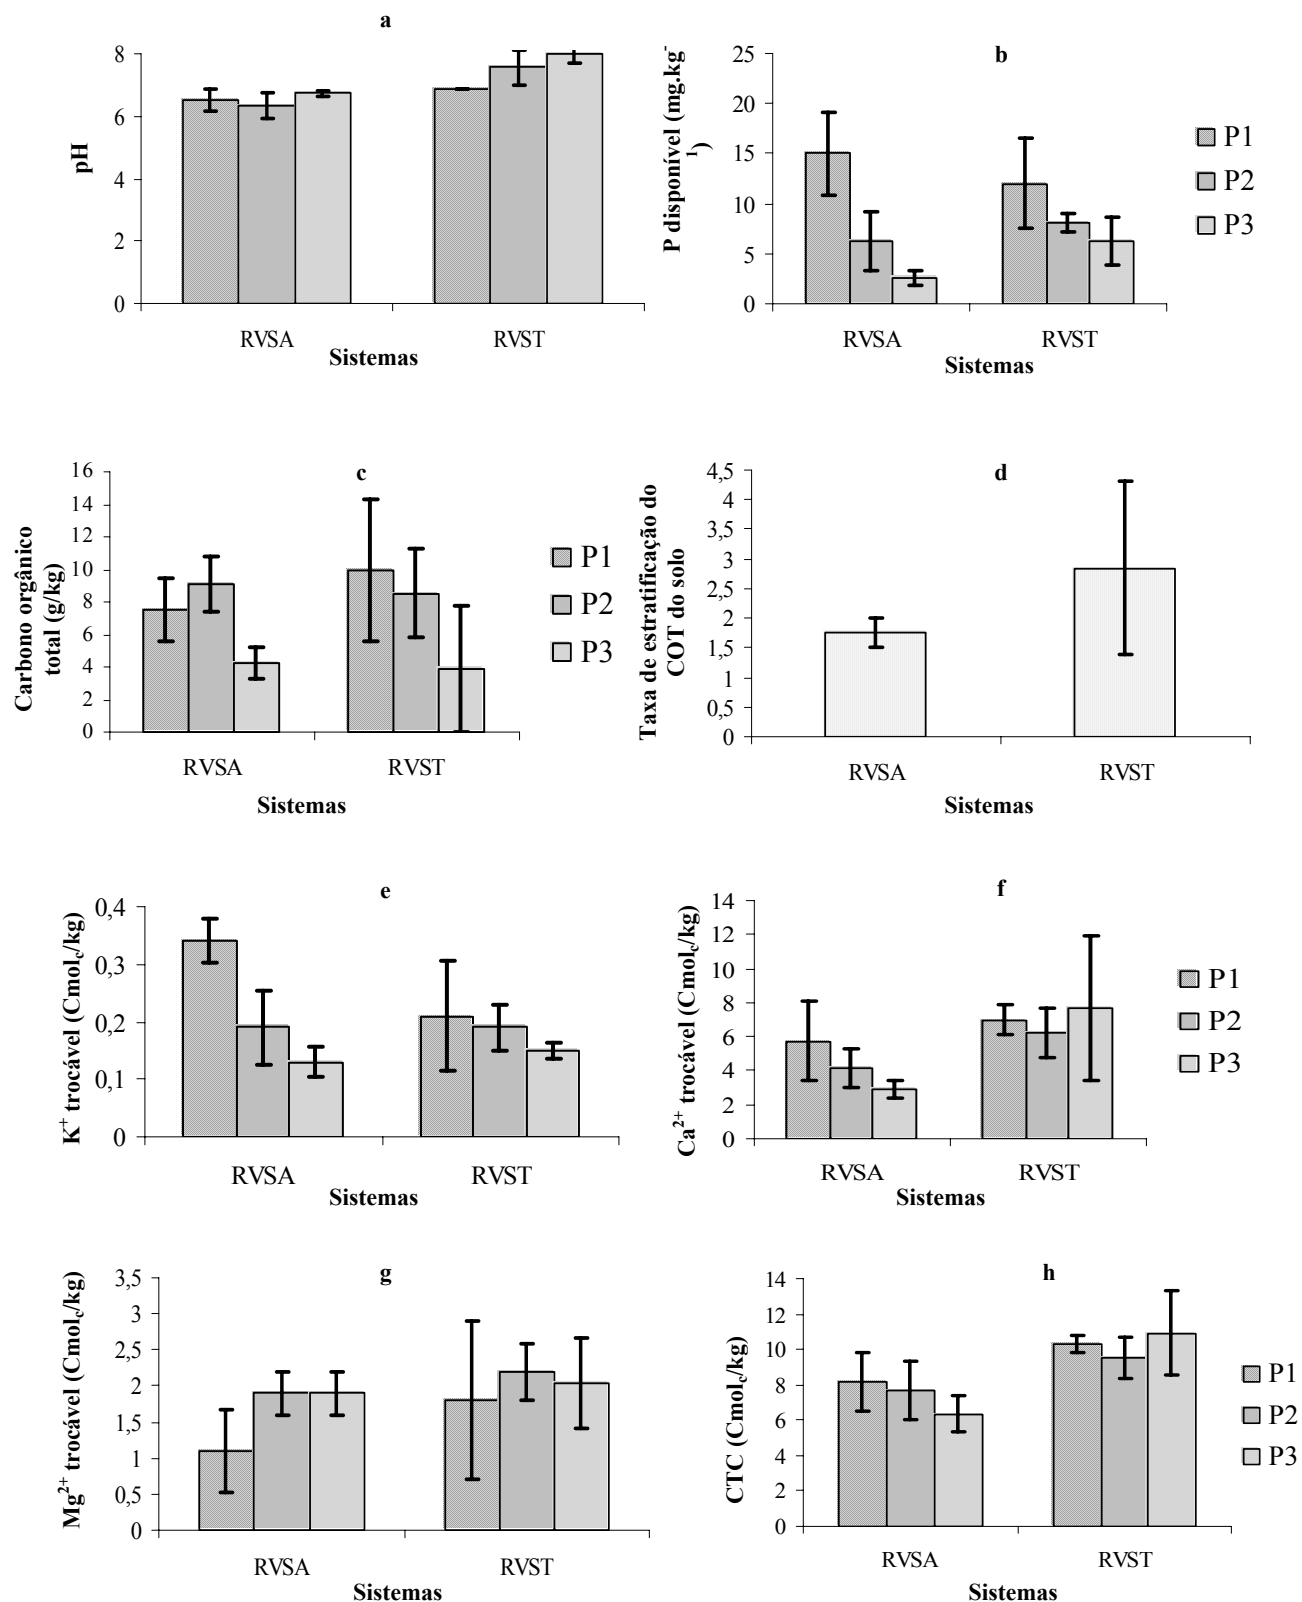 a
8
6
4
2
0
pH
RVSA RVST
Sistemas
b
25
20
15
10
5
0
P disponível (mg.kg⁻
¹)
RVSA RVST
Sistemas
P1
P2
P3
c
16
14
12
10
8
6
4
2
0
Carbono orgânico
total (g/kg)
RVSA RVST
Sistemas
P1
P2
P3
d
4,5
4
3,5
3
2,5
2
1,5
1
0,5
0
Taxa de estratificação do
COT do solo
RVSA RVST
Sistemas
e
0,4
0,3
0,2
0,1
0
K⁺ trocável (Cmolc/kg)
RVSA RVST
Sistemas
f
14
12
10
8
6
4
2
0
Ca²⁺ trocável (Cmolc/kg)
RVSA RVST
Sistemas
P1
P2
P3
g
3,5
3
2,5
2
1,5
1
0,5
0
Mg²⁺ trocável (Cmolc/kg)
RVSA RVST
Sistemas
h
14
12
10
8
6
4
2
0
CTC (Cmolc/kg)
RVSA RVST
Sistemas
P1
P2
P3